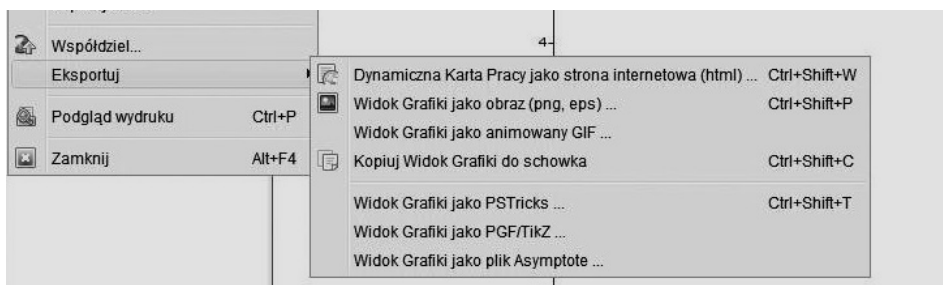 Współdziel...
4
Eksportuj
Dynamiczna Karta Pracy jako strona internetowa (html) ... Ctrl+Shift+W
Widok Grafiki jako obraz (png, eps) ... Ctrl+Shift+P
Podgląd wydruku Ctrl+P
Widok Grafiki jako animowany GIF ...
Zamknij Alt+F4
Kopiuj Widok Grafiki do schowka Ctrl+Shift+C
Widok Grafiki jako PSTricks ... Ctrl+Shift+T
Widok Grafiki jako PGF/TikZ ...
Widok Grafiki jako plik Asymptote ...